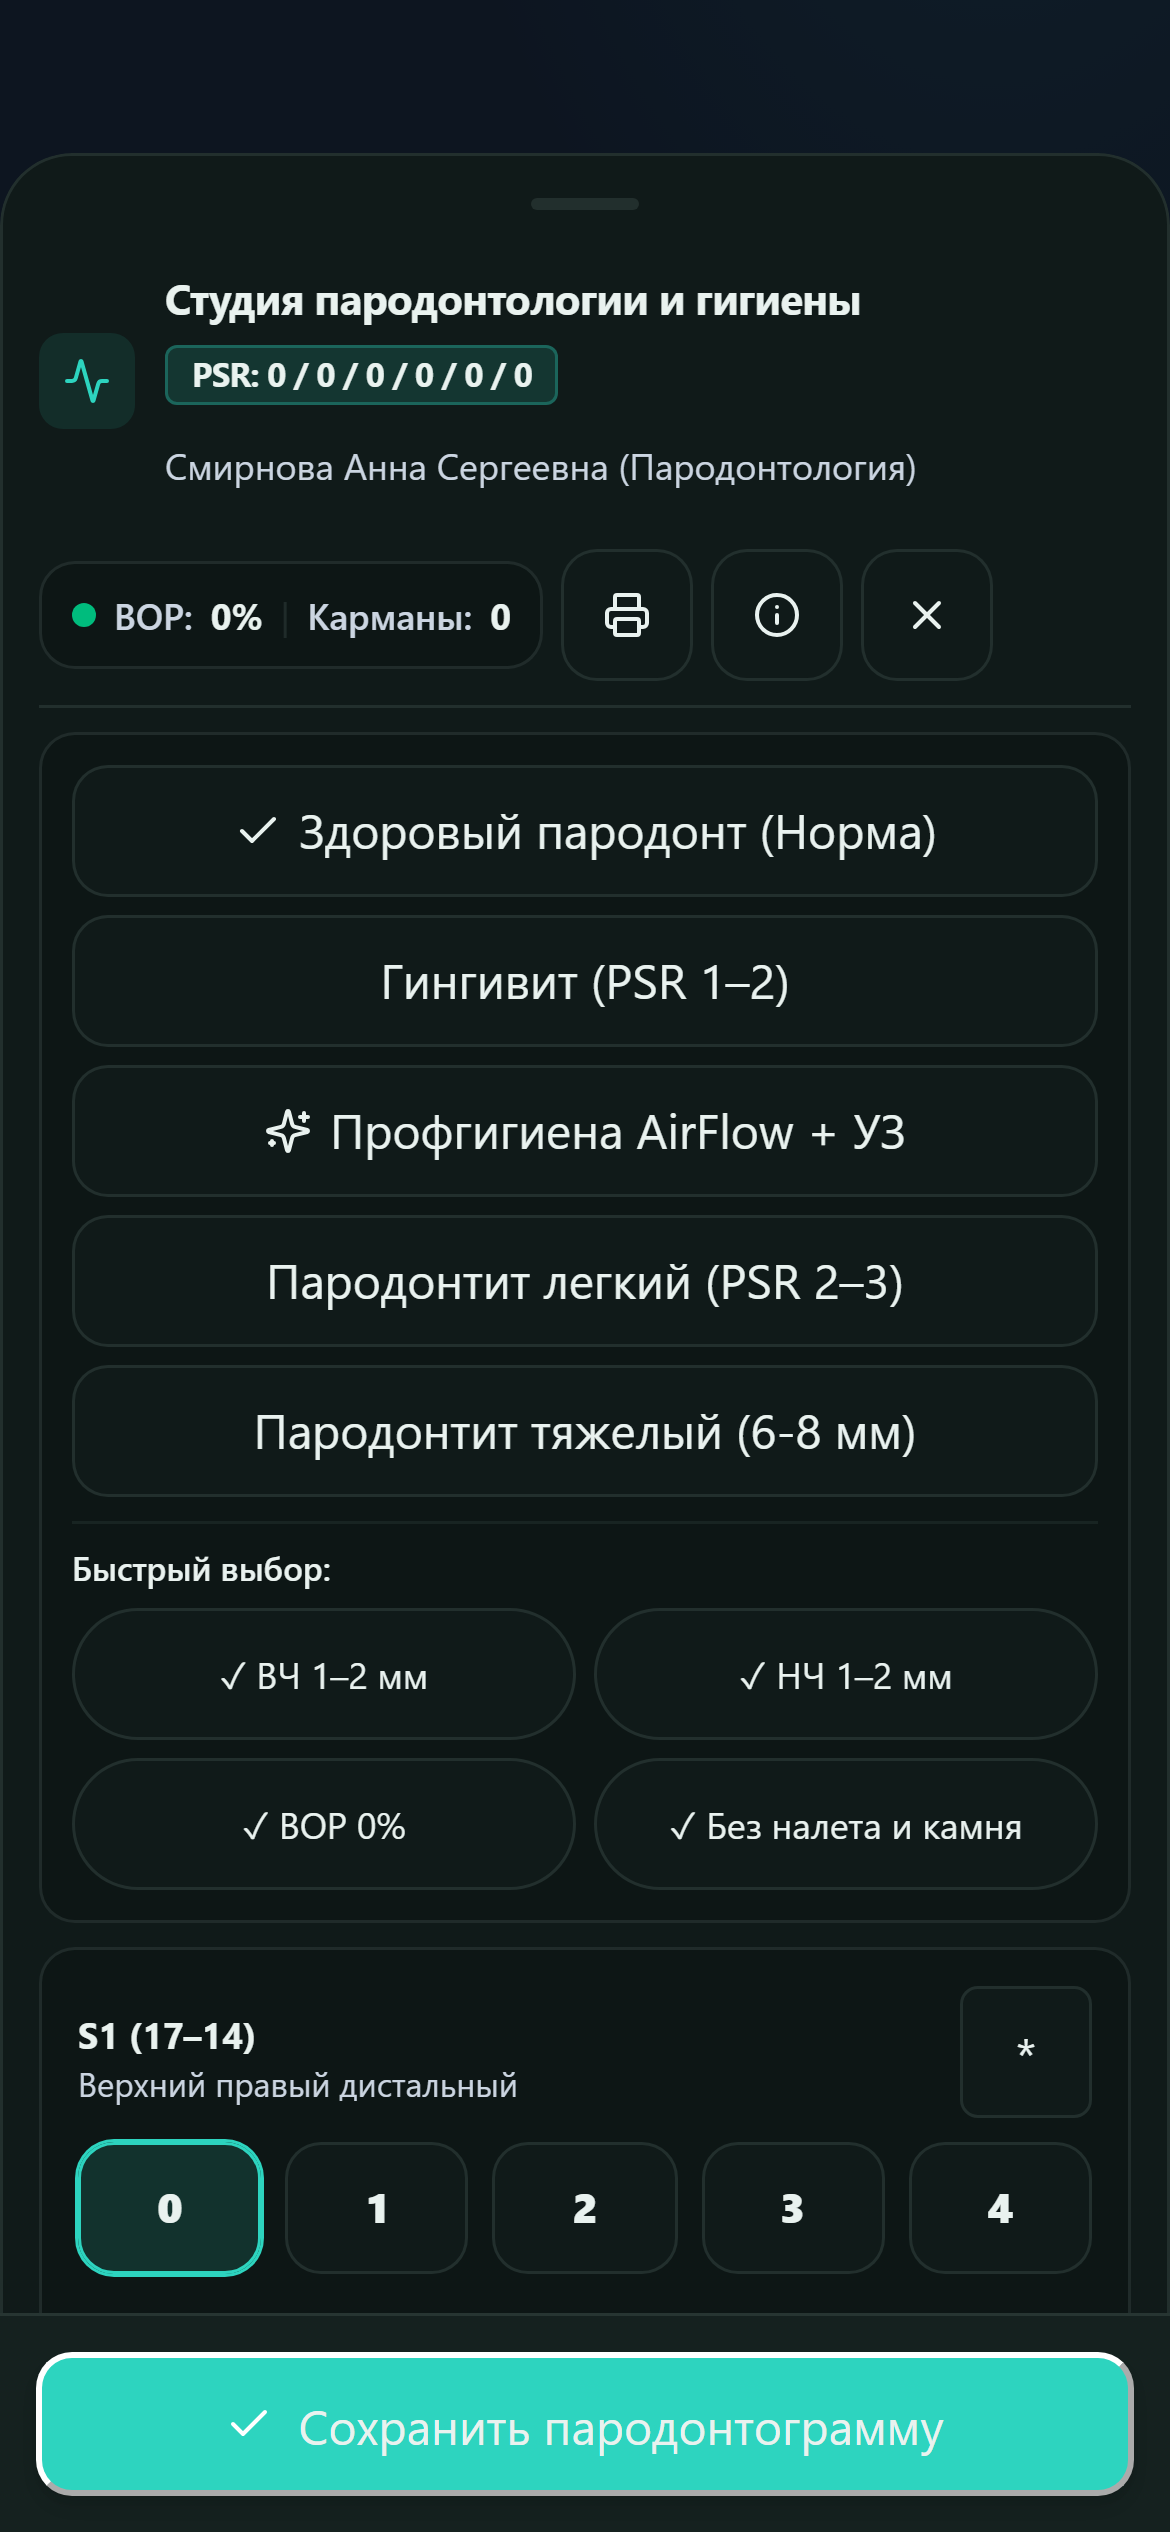 Студия пародонтологии и гигиены
PSR: 0 / 0 / 0 / 0 / 0 / 0
Смирнова Анна Сергеевна (Пародонтология)
BOP: 0% | Карманы: 0
✓ Здоровый пародонт (Норма)
Гингивит (PSR 1–2)
Профгигиена AirFlow + УЗ
Пародонтит легкий (PSR 2–3)
Пародонтит тяжелый (6-8 мм)
Быстрый выбор:
✓ ВЧ 1–2 мм
✓ НЧ 1–2 мм
✓ BOP 0%
✓ Без налета и камня
S1 (17–14)
*
Верхний правый дистальный
0 1 2 3 4
✓ Сохранить пародонтограмму